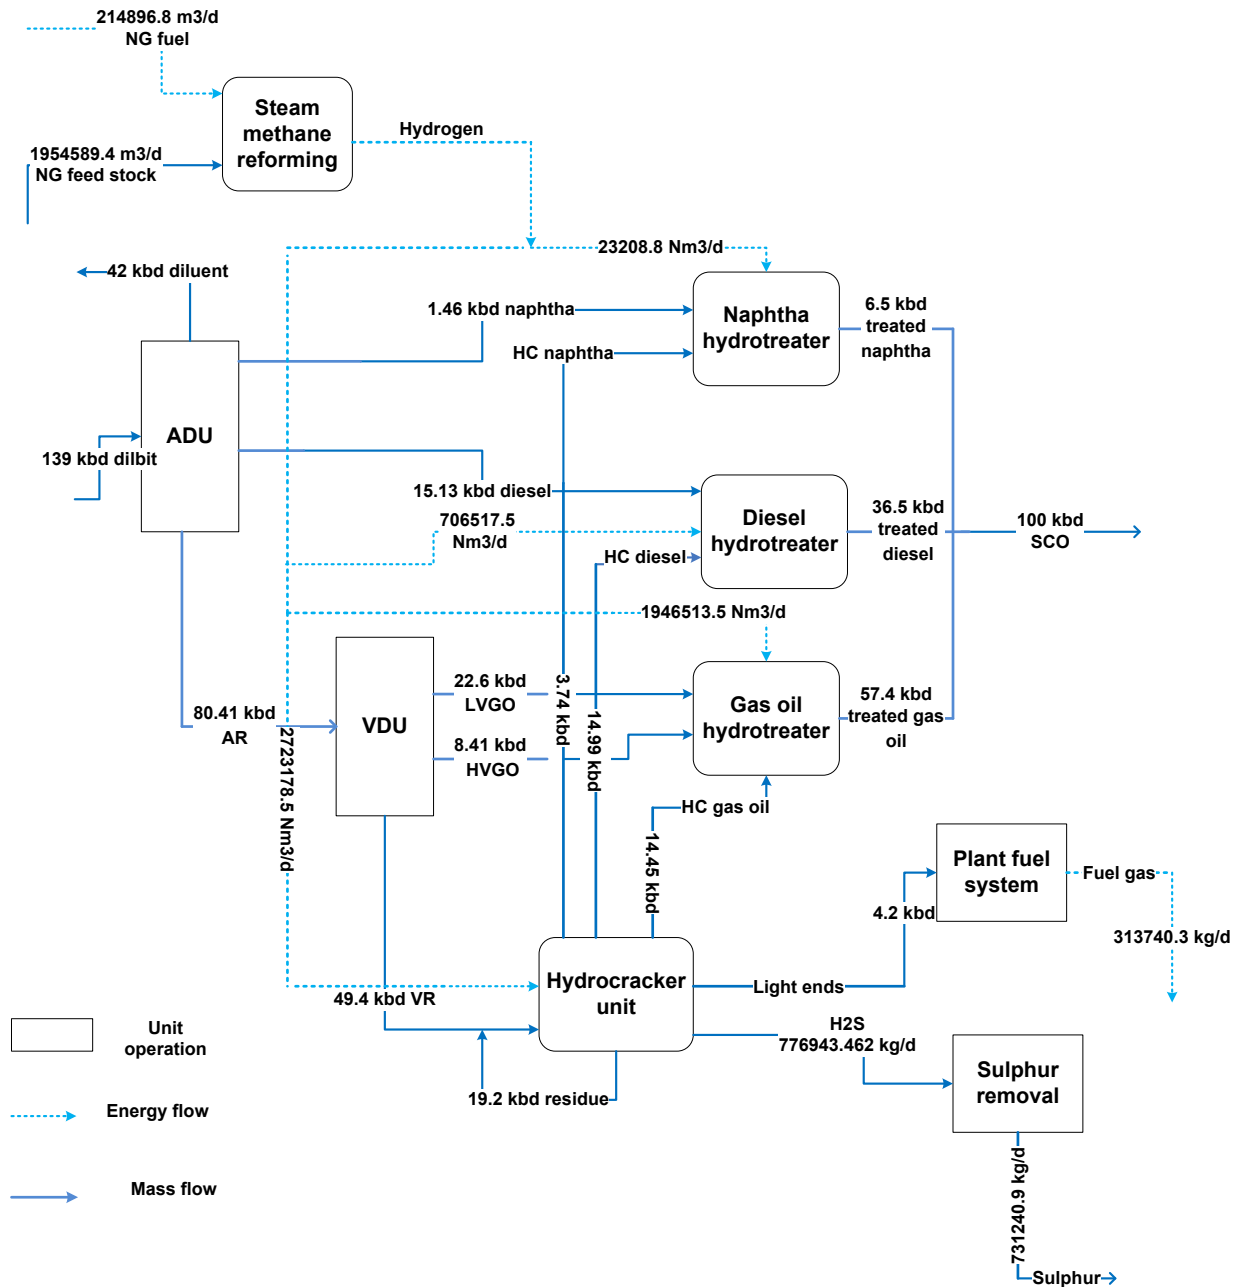 214896.8 m3/d
NG fuel
Steam
methane
reforming
Hydrogen
1954589.4 m3/d
NG feed stock
23208.8 Nm3/d
42 kbd diluent
1.46 kbd naphtha
Naphtha
hydrotreater
6.5 kbd
treated
naphtha
HC naphtha
ADU
139 kbd dilbit
15.13 kbd diesel
706517.5
Nm3/d
Diesel
hydrotreater
36.5 kbd
treated
diesel
100 kbd
SCO
HC diesel
1946513.5 Nm3/d
80.41 kbd
AR
VDU
22.6 kbd
LVGO
8.41 kbd
HVGO
Gas oil
hydrotreater
57.4 kbd
treated gas
oil
2723178.5 Nm3/d
3.74 kbd
14.99 kbd
14.45 kbd
HC gas oil
Plant fuel
system
Fuel gas
4.2 kbd
313740.3 kg/d
Hydrocracker
unit
Light ends
49.4 kbd VR
H2S
776943.462 kg/d
19.2 kbd residue
Sulphur
removal
731240.9 kg/d
Sulphur
Unit
operation
Energy flow
Mass flow